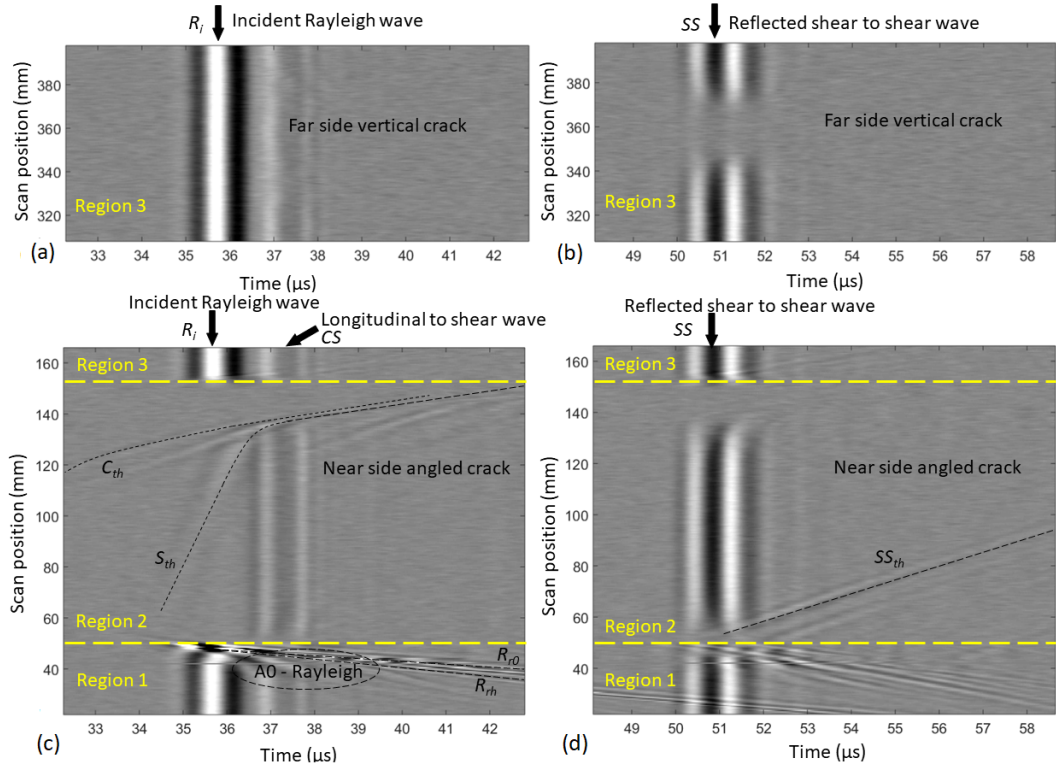 Ri Incident Rayleigh wave
Scan position (mm)
380
360
340
320
Far side vertical crack
Region 3
(a)
33 34 35 36 37 38 39 40 41 42
Time (µs)
SS Reflected shear to shear wave
Scan position (mm)
380
360
340
320
Far side vertical crack
Region 3
(b)
49 50 51 52 53 54 55 56 57 58
Time (µs)
Incident Rayleigh wave
Ri
Longitudinal to shear wave
CS
Scan position (mm)
160
140
120
100
80
60
40
Region 3
Cth
Near side angled crack
Sth
Region 2
Rr0
A0 - Rayleigh
Rrh
Region 1
(c)
33 34 35 36 37 38 39 40 41 42
Time (µs)
Reflected shear to shear wave
SS
Scan position (mm)
160
140
120
100
80
60
40
Region 3
Near side angled crack
SSth
Region 2
Region 1
(d)
49 50 51 52 53 54 55 56 57 58
Time (µs)